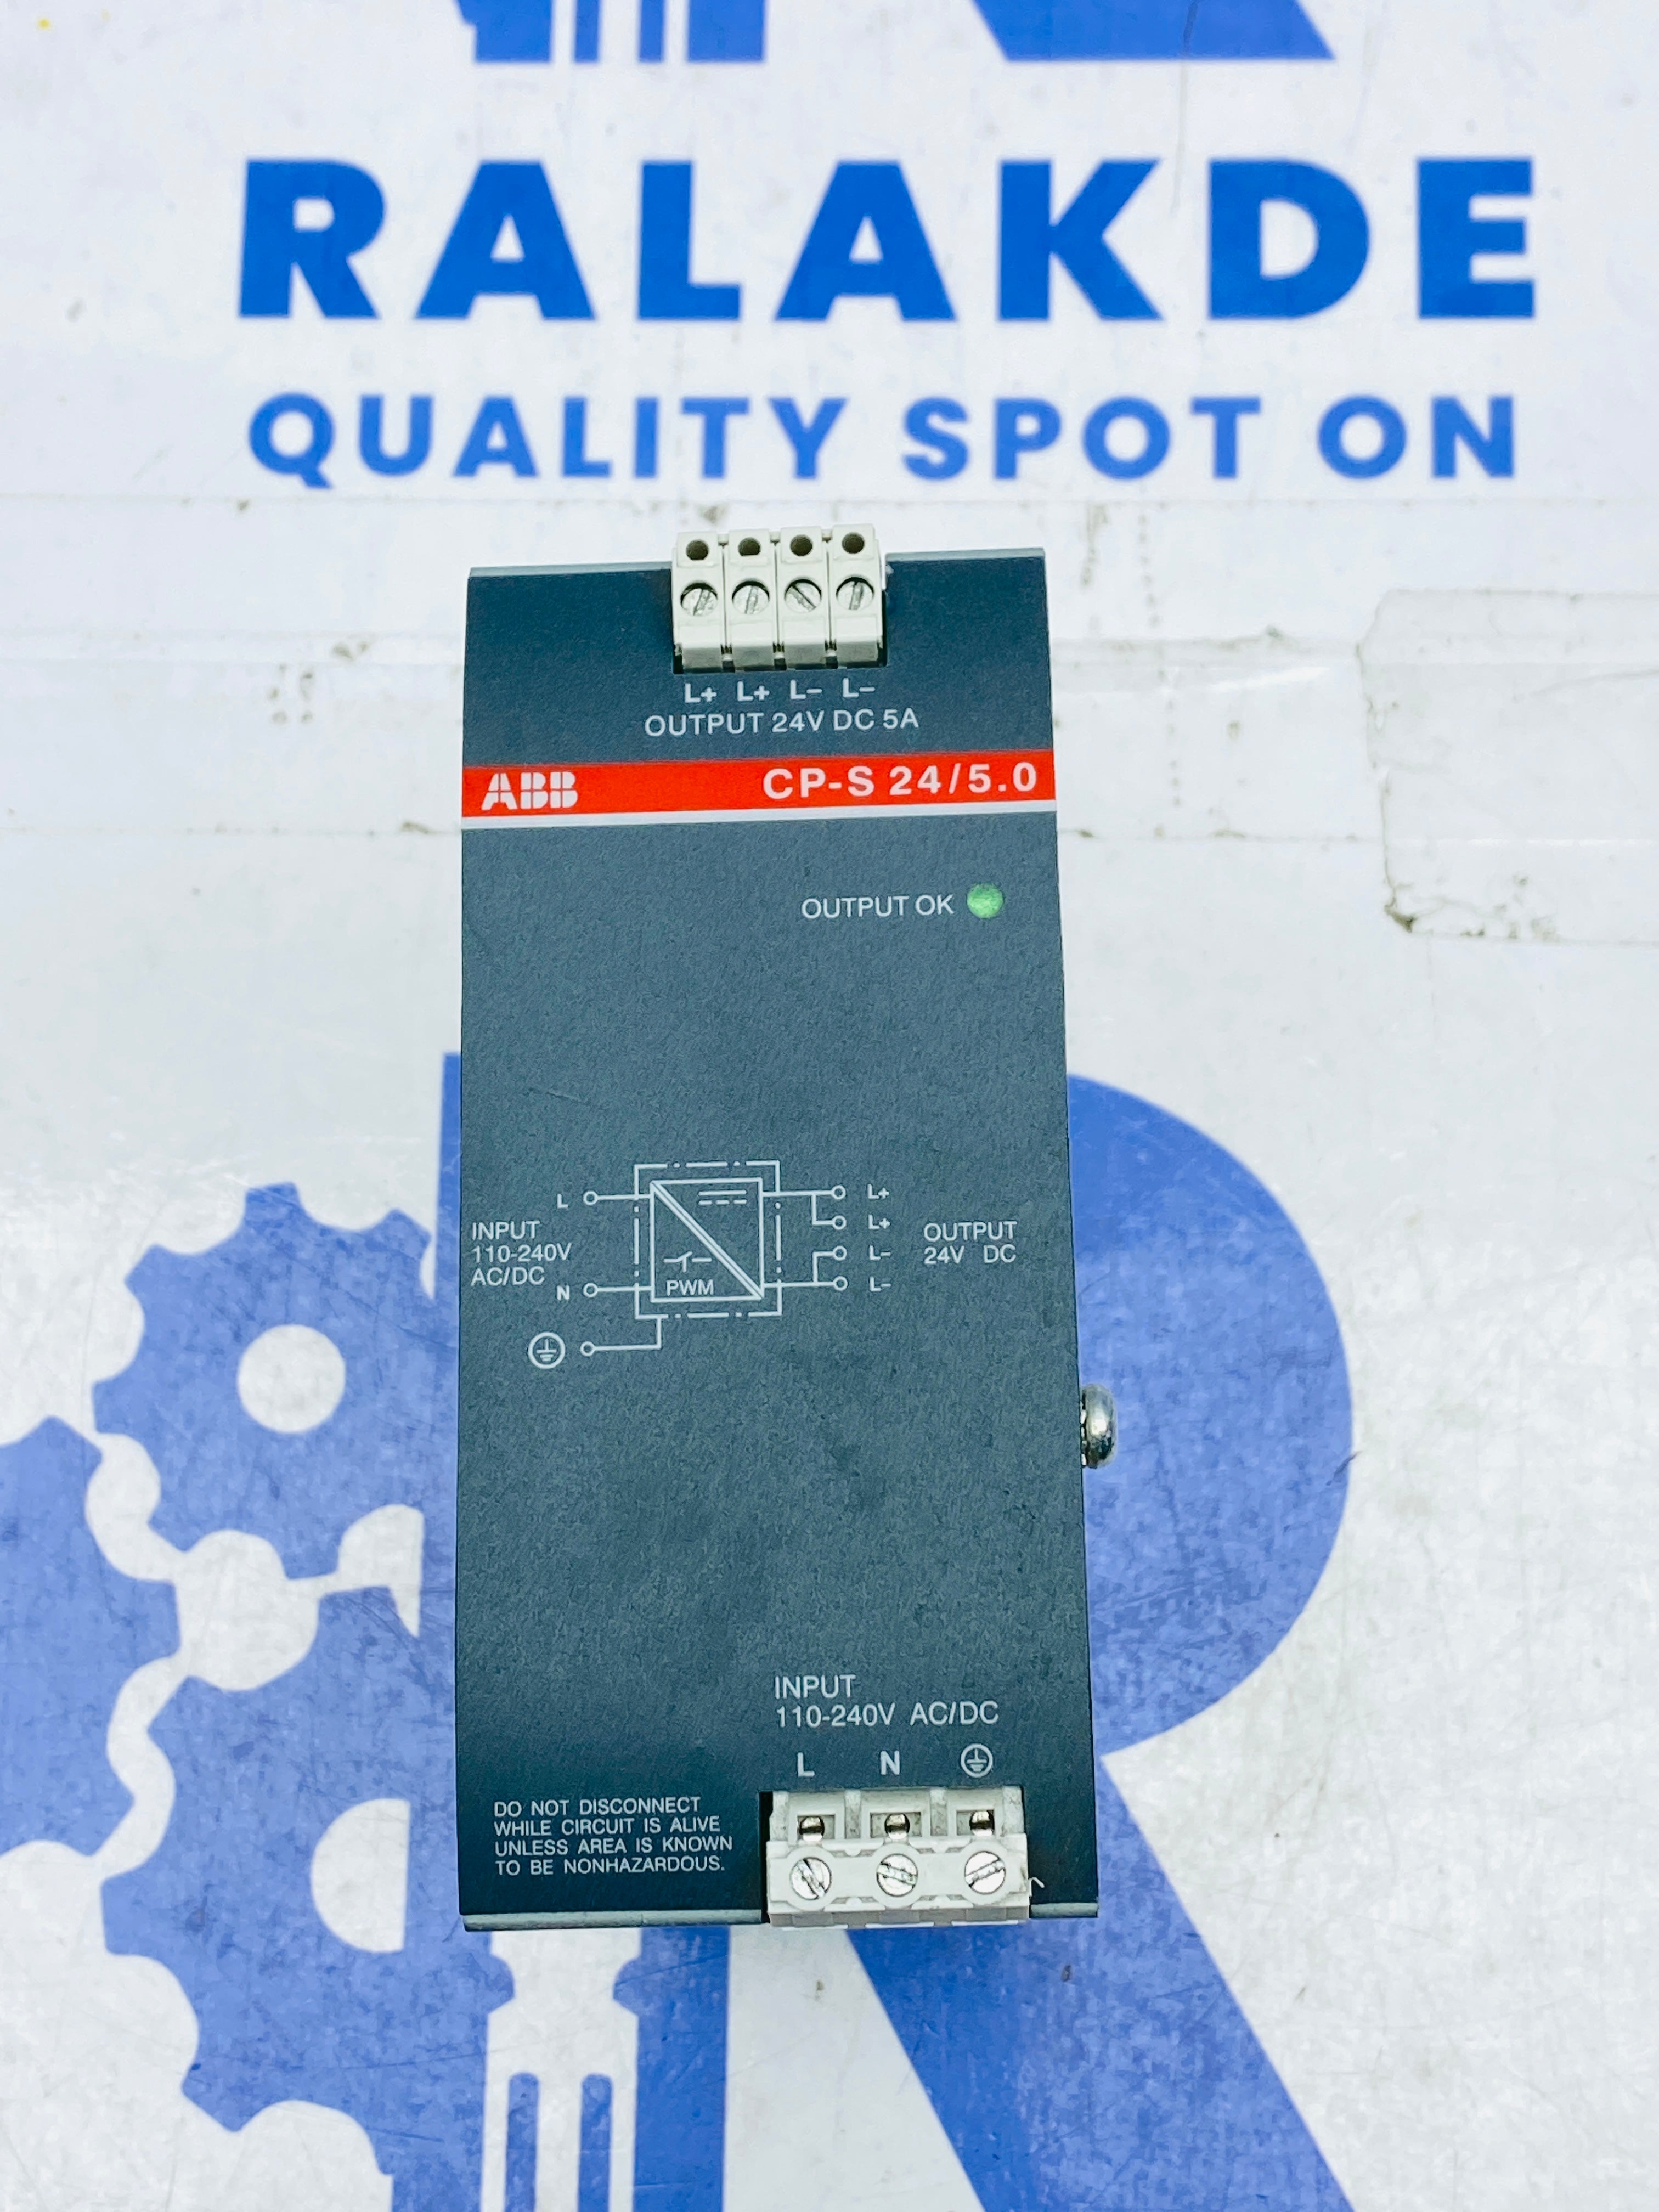 RALAKDE
QUALITY SPOT ON
L+ L+ L- L-
OUTPUT 24V DC 5A
ABB CP-S 24/5.0
OUTPUT OK
L L+
INPUT L+ OUTPUT
110-240V L- 24V DC
AC/DC
N PWM L-
INPUT
110-240V AC/DC
L N
DO NOT DISCONNECT
WHILE CIRCUIT IS ALIVE
UNLESS AREA IS KNOWN
TO BE NONHAZARDOUS.